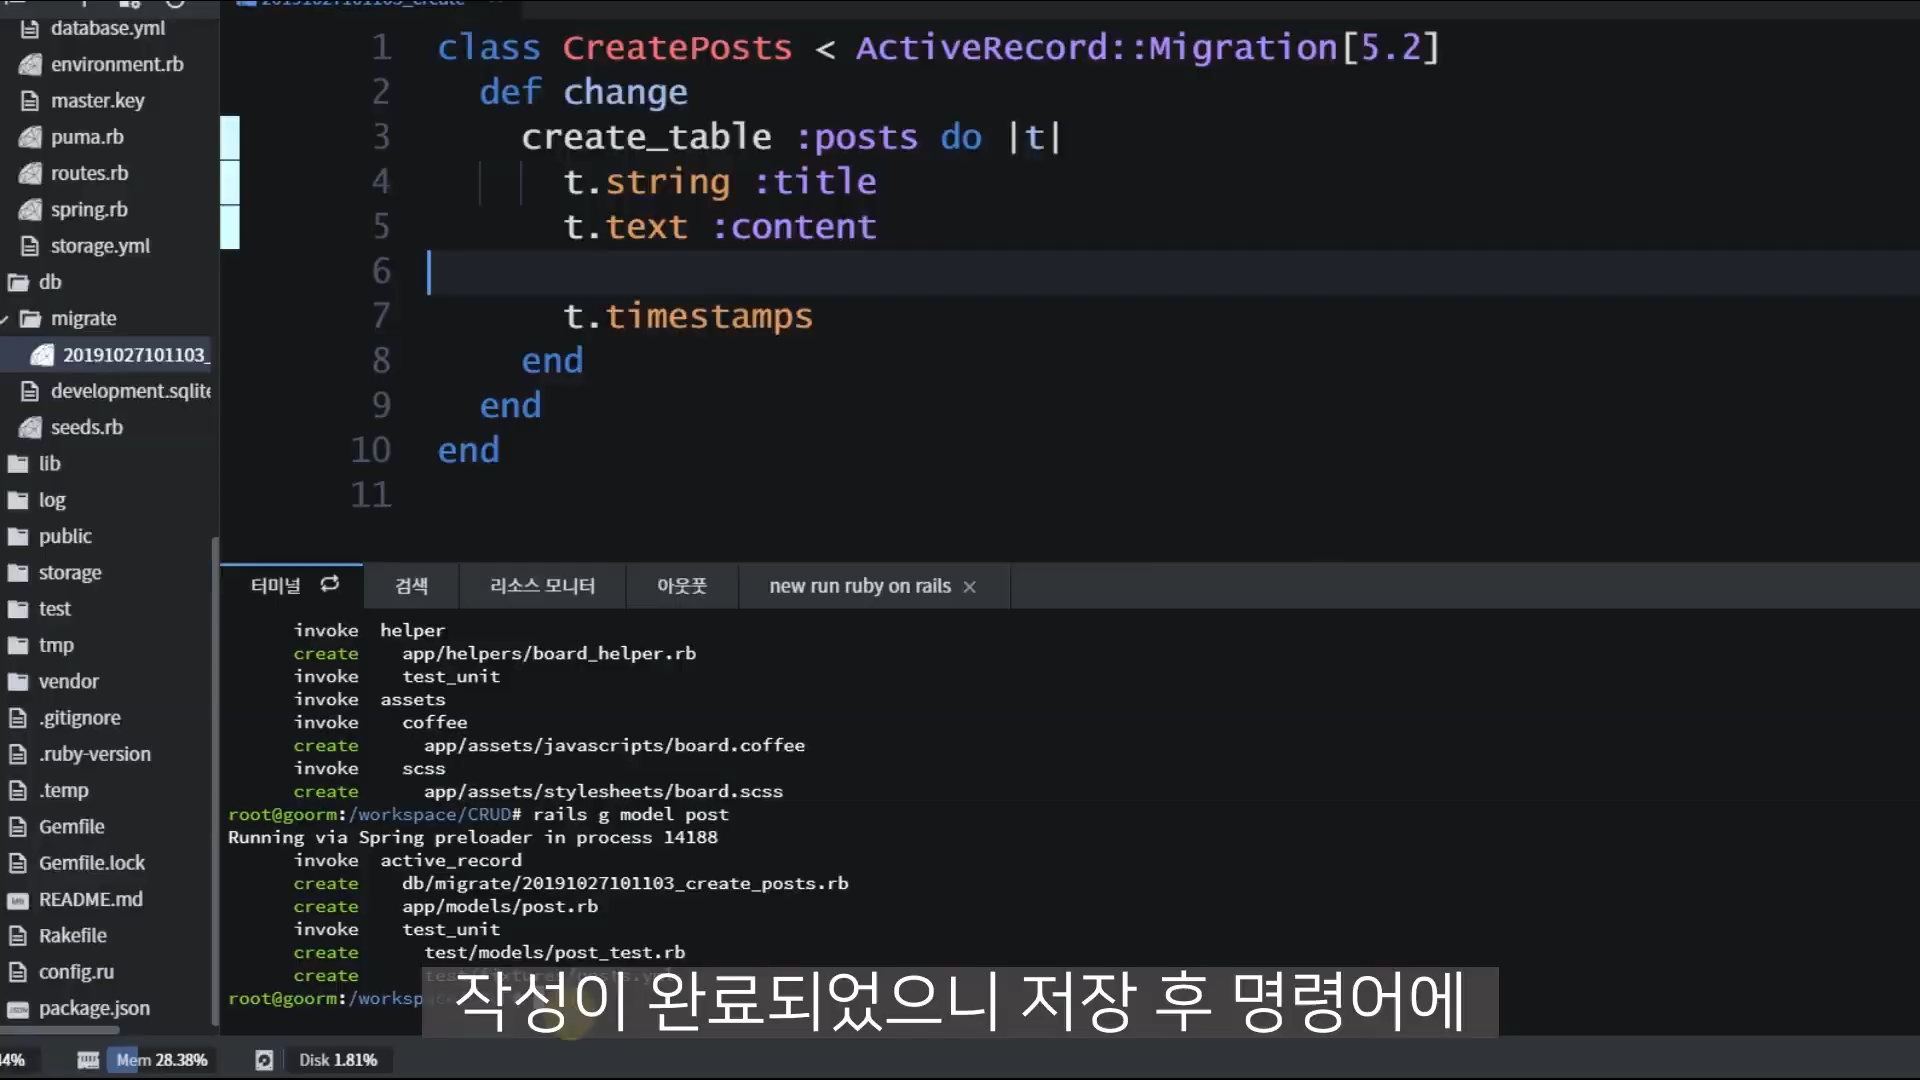 20191027101103_create
database.yml
environment.rb
master.key
puma.rb
routes.rb
spring.rb
storage.yml
db
migrate
20191027101103_
development.sqlite
seeds.rb
lib
log
public
storage
test
tmp
vendor
.gitignore
.ruby-version
.temp
Gemfile
Gemfile.lock
README.md
Rakefile
config.ru
package.json
1 class CreatePosts < ActiveRecord::Migration[5.2]
2 def change
3 create_table :posts do |t|
4 t.string :title
5 t.text :content
6
7 t.timestamps
8 end
9 end
10 end
11
터미널 검색 리소스 모니터 아웃풋 new run ruby on rails
invoke helper
create app/helpers/board_helper.rb
invoke test_unit
invoke assets
invoke coffee
create app/assets/javascripts/board.coffee
invoke scss
create app/assets/stylesheets/board.scss
root@goorm:/workspace/CRUD# rails g model post
Running via Spring preloader in process 14188
invoke active_record
create db/migrate/20191027101103_create_posts.rb
create app/models/post.rb
invoke test_unit
create test/models/post_test.rb
create
root@goorm:/worksp
작성이 완료되었으니 저장 후 명령어에
44% Mem 28.38% Disk 1.81%